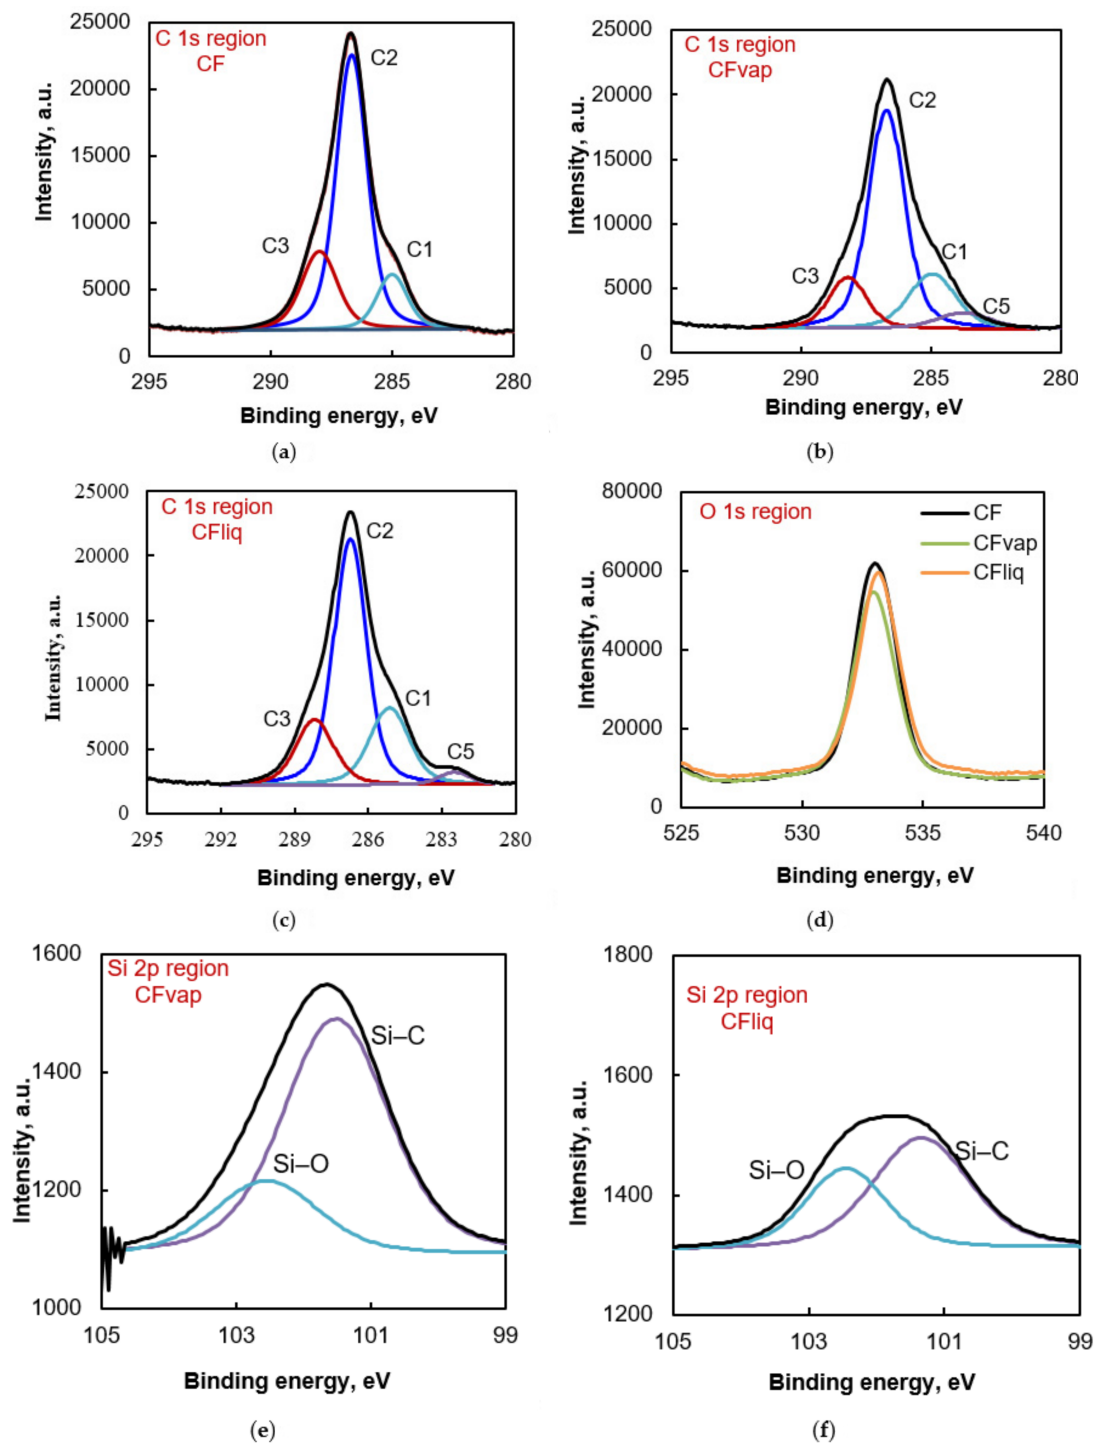 C 1s region
CF
C2
C3
C1
25000
20000
15000
10000
5000
0
295
290
285
280
Intensity, a.u.
Binding energy, eV
(a)
C 1s region
CFvap
C2
C3
C1
C5
25000
20000
15000
10000
5000
0
295
290
285
280
Intensity, a.u.
Binding energy, eV
(b)
C 1s region
CFliq
C2
C3
C1
C5
25000
20000
15000
10000
5000
0
295
292
289
286
283
280
Intensity, a.u.
Binding energy, eV
(c)
O 1s region
CF
CFvap
CFliq
80000
60000
40000
20000
0
525
530
535
540
Intensity, a.u.
Binding energy, eV
(d)
Si 2p region
CFvap
Si–C
Si–O
1600
1400
1200
1000
105
103
101
99
Intensity, a.u.
Binding energy, eV
(e)
Si 2p region
CFliq
Si–O
Si–C
1800
1600
1400
1200
105
103
101
99
Intensity, a.u.
Binding energy, eV
(f)